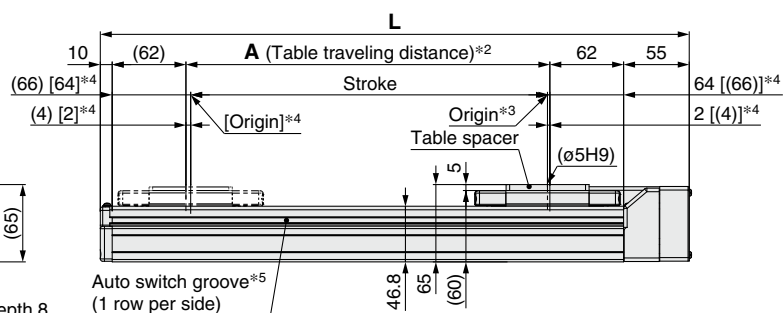 L
10 (62) A (Table traveling distance)*2 62 55
(66) [64]*4 Stroke 64 [(66)]*4
(4) [2]*4 [Origin]*4 Origin*3 2 [(4)]*4
Table spacer 5 (ø5H9)
(65)
46.8 65 (60)
Auto switch groove*5
(1 row per side)
epth 8